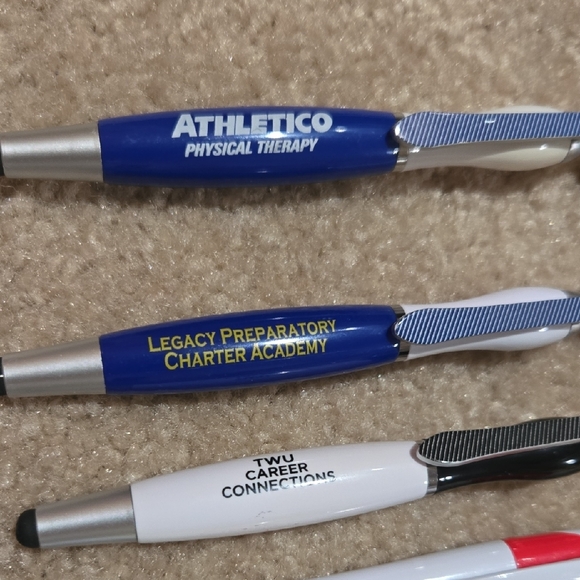 ATHLETICO
PHYSICAL THERAPY
LEGACY PREPARATORY
CHARTER ACADEMY
TWU
CAREER
CONNECTIONS